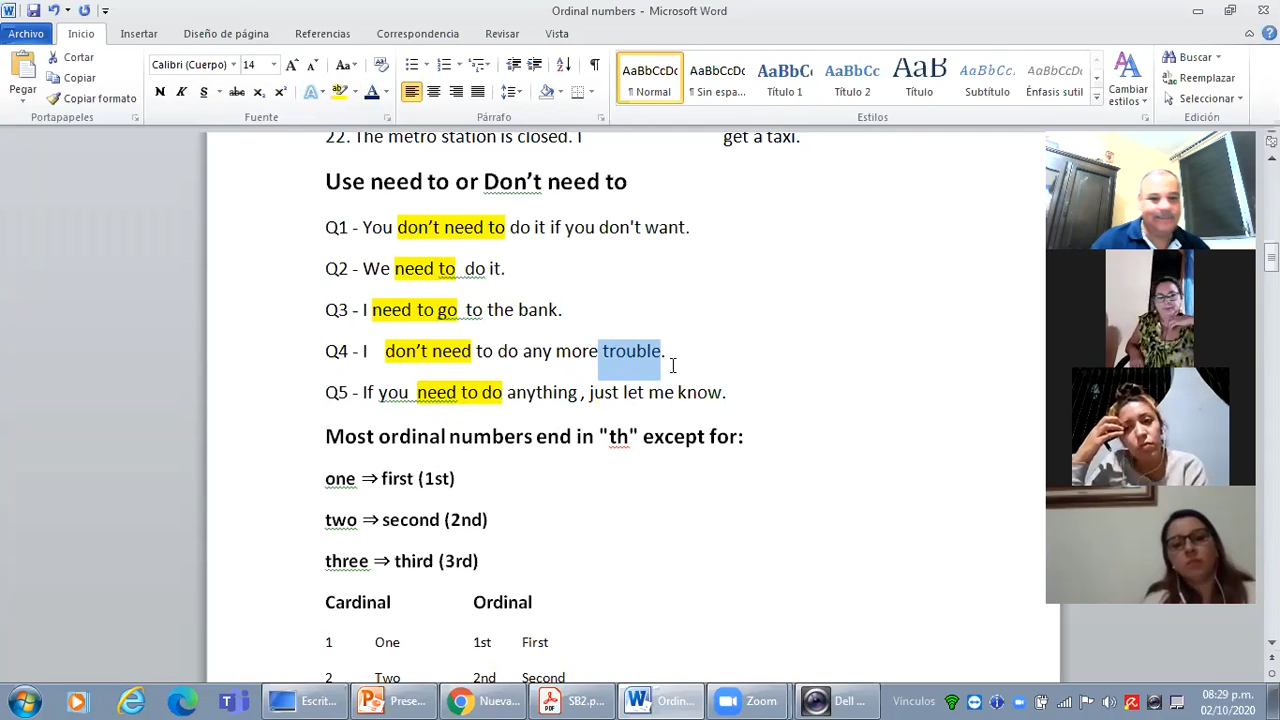 Ordinal numbers - Microsoft Word
Archivo Inicio Insertar Diseño de página Referencias Correspondencia Revisar Vista
Cortar
Copiar
Copiar formato
Pegar
Portapapeles
Calibri (Cuerpo) 14
Fuente
Párrafo
AaBbCcDc AaBbCcDc AaBbC AaBbCc AaB AaBbCc. AaBbCcDc
¶ Normal ¶ Sin espa... Título 1 Título 2 Título Subtítulo Énfasis sutil
Estilos
Cambiar estilos
Buscar
Reemplazar
Seleccionar
Edición
22. The metro station is closed. I get a taxi.
Use need to or Don’t need to
Q1 - You don’t need to do it if you don't want.
Q2 - We need to do it.
Q3 - I need to go to the bank.
Q4 - I don’t need to do any more trouble.
Q5 - If you need to do anything , just let me know.
Most ordinal numbers end in "th" except for:
one ⇒ first (1st)
two ⇒ second (2nd)
three ⇒ third (3rd)
Cardinal Ordinal
1 One 1st First
2 Two 2nd Second
Escrit... Prese... Nueva... SB2.p... Ordin... Zoom Dell ... Vínculos
08:29 p.m.
02/10/2020